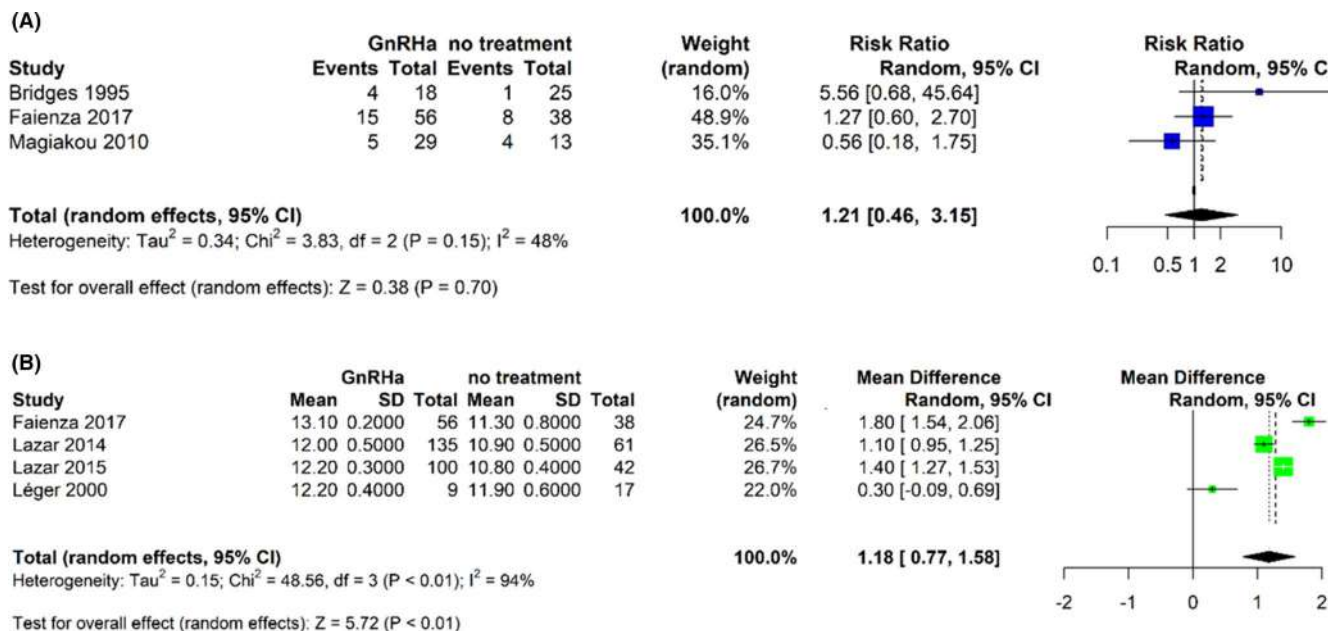 (A)
GnRHa no treatment Weight Risk Ratio Risk Ratio
Study Events Total Events Total (random) Random, 95% CI Random, 95% C
Bridges 1995 4 18 1 25 16.0% 5.56 [0.68, 45.64]
Faienza 2017 15 56 8 38 48.9% 1.27 [0.60, 2.70]
Magiakou 2010 5 29 4 13 35.1% 0.56 [0.18, 1.75]
Total (random effects, 95% CI) 100.0% 1.21 [0.46, 3.15]
Heterogeneity: Tau² = 0.34; Chi² = 3.83, df = 2 (P = 0.15); I² = 48%
0.1 0.5 1 2 10
Test for overall effect (random effects): Z = 0.38 (P = 0.70)
(B)
GnRHa no treatment Weight Mean Difference Mean Difference
Study Mean SD Total Mean SD Total (random) Random, 95% CI Random, 95% CI
Faienza 2017 13.10 0.2000 56 11.30 0.8000 38 24.7% 1.80 [ 1.54, 2.06]
Lazar 2014 12.00 0.5000 135 10.90 0.5000 61 26.5% 1.10 [ 0.95, 1.25]
Lazar 2015 12.20 0.3000 100 10.80 0.4000 42 26.7% 1.40 [ 1.27, 1.53]
Léger 2000 12.20 0.4000 9 11.90 0.6000 17 22.0% 0.30 [-0.09, 0.69]
Total (random effects, 95% CI) 100.0% 1.18 [ 0.77, 1.58]
Heterogeneity: Tau² = 0.15; Chi² = 48.56, df = 3 (P < 0.01); I² = 94%
-2 -1 0 1 2
Test for overall effect (random effects): Z = 5.72 (P < 0.01)